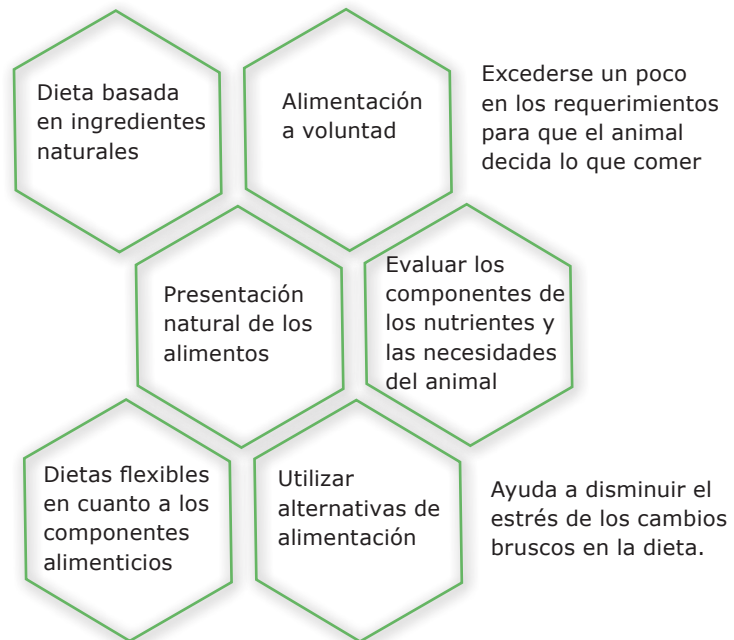 Dieta basada
en ingredientes
naturales
Alimentación
a voluntad
Excederse un poco
en los requerimientos
para que el animal
decida lo que comer
Presentación
natural de los
alimentos
Evaluar los
componentes de
los nutrientes y
las necesidades
del animal
Dietas flexibles
en cuanto a los
componentes
alimenticios
Utilizar
alternativas de
alimentación
Ayuda a disminuir el
estrés de los cambios
bruscos en la dieta.